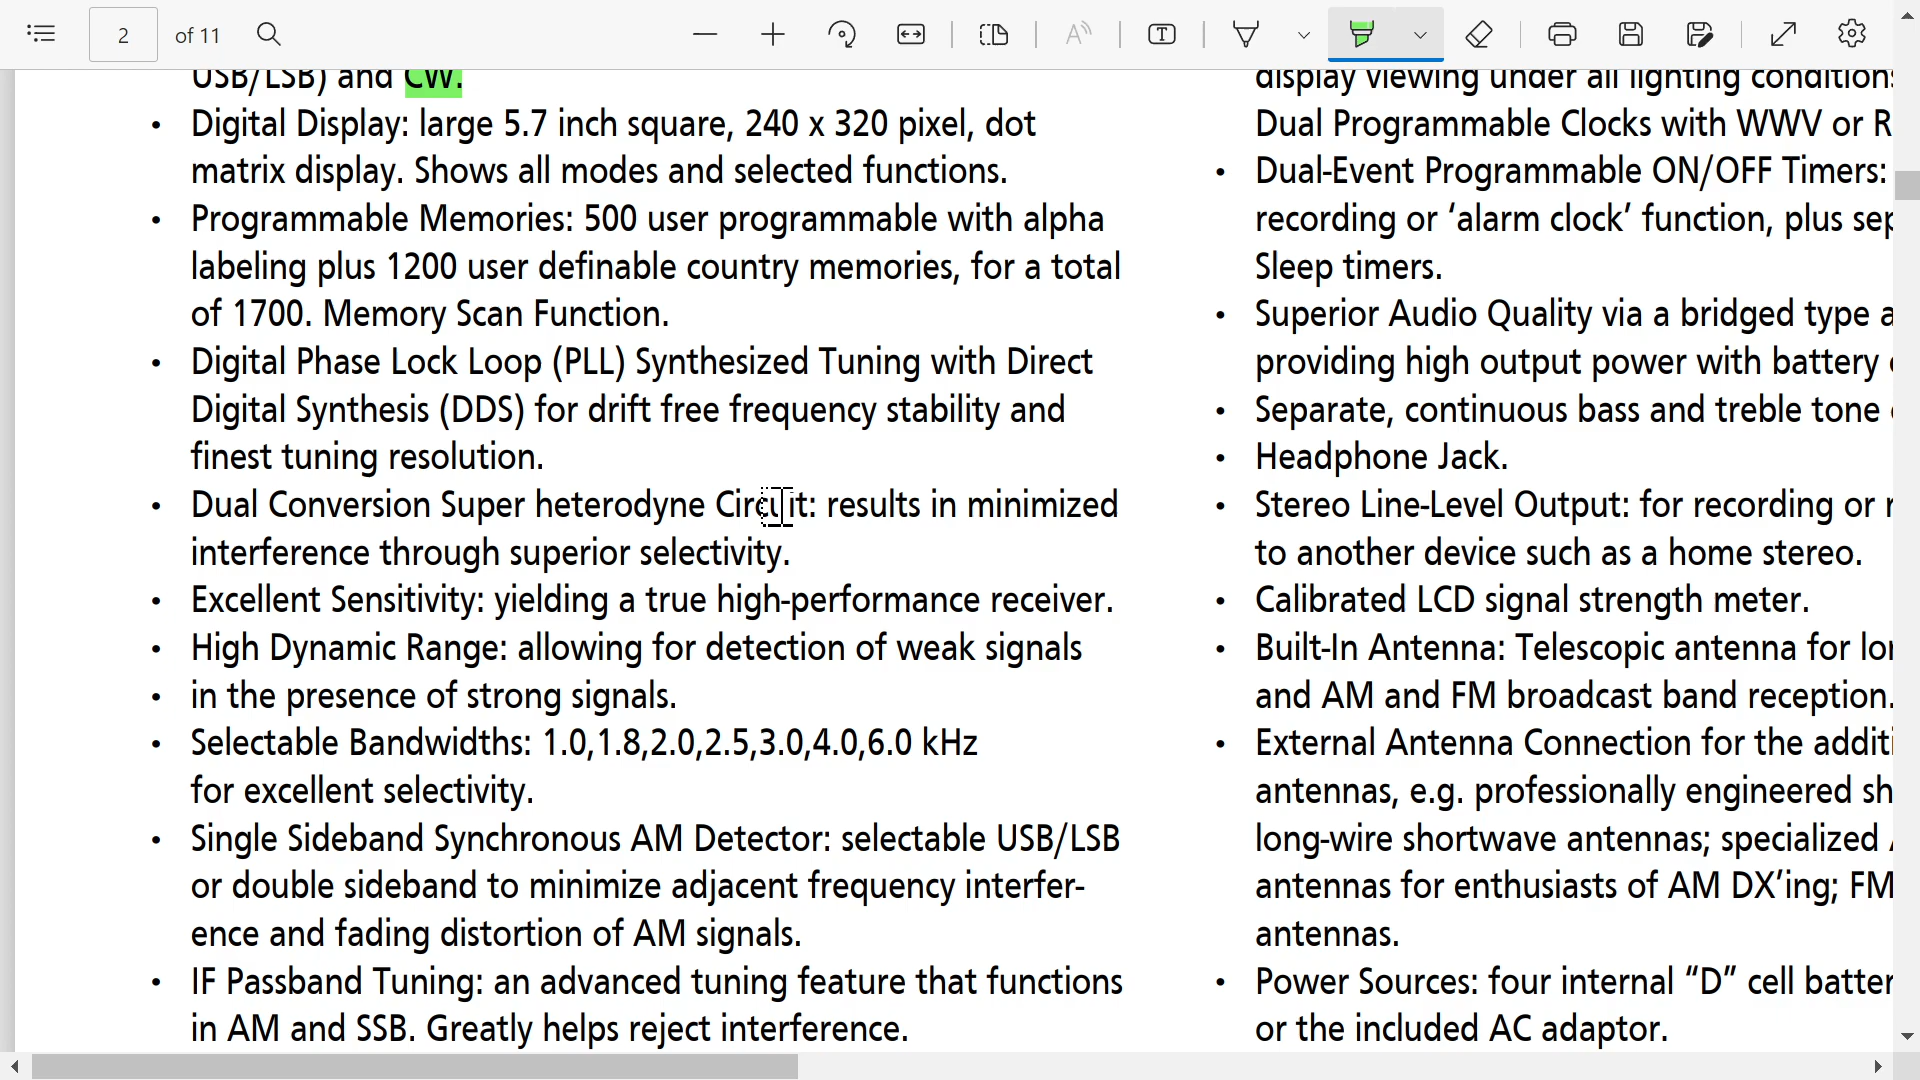 2 of 11
USB/LSB) and CW.
• Digital Display: large 5.7 inch square, 240 x 320 pixel, dot
matrix display. Shows all modes and selected functions.
• Programmable Memories: 500 user programmable with alpha
labeling plus 1200 user definable country memories, for a total
of 1700. Memory Scan Function.
• Digital Phase Lock Loop (PLL) Synthesized Tuning with Direct
Digital Synthesis (DDS) for drift free frequency stability and
finest tuning resolution.
• Dual Conversion Super heterodyne Circuit: results in minimized
interference through superior selectivity.
• Excellent Sensitivity: yielding a true high-performance receiver.
• High Dynamic Range: allowing for detection of weak signals
• in the presence of strong signals.
• Selectable Bandwidths: 1.0,1.8,2.0,2.5,3.0,4.0,6.0 kHz
for excellent selectivity.
• Single Sideband Synchronous AM Detector: selectable USB/LSB
or double sideband to minimize adjacent frequency interfer-
ence and fading distortion of AM signals.
• IF Passband Tuning: an advanced tuning feature that functions
in AM and SSB. Greatly helps reject interference.
display viewing under all lighting conditions
Dual Programmable Clocks with WWV or R
• Dual-Event Programmable ON/OFF Timers:
recording or ‘alarm clock’ function, plus sep
Sleep timers.
• Superior Audio Quality via a bridged type a
providing high output power with battery
• Separate, continuous bass and treble tone
• Headphone Jack.
• Stereo Line-Level Output: for recording or r
to another device such as a home stereo.
• Calibrated LCD signal strength meter.
• Built-In Antenna: Telescopic antenna for lon
and AM and FM broadcast band reception.
• External Antenna Connection for the additi
antennas, e.g. professionally engineered sh
long-wire shortwave antennas; specialized
antennas for enthusiasts of AM DX’ing; FM
antennas.
• Power Sources: four internal “D” cell batter
or the included AC adaptor.